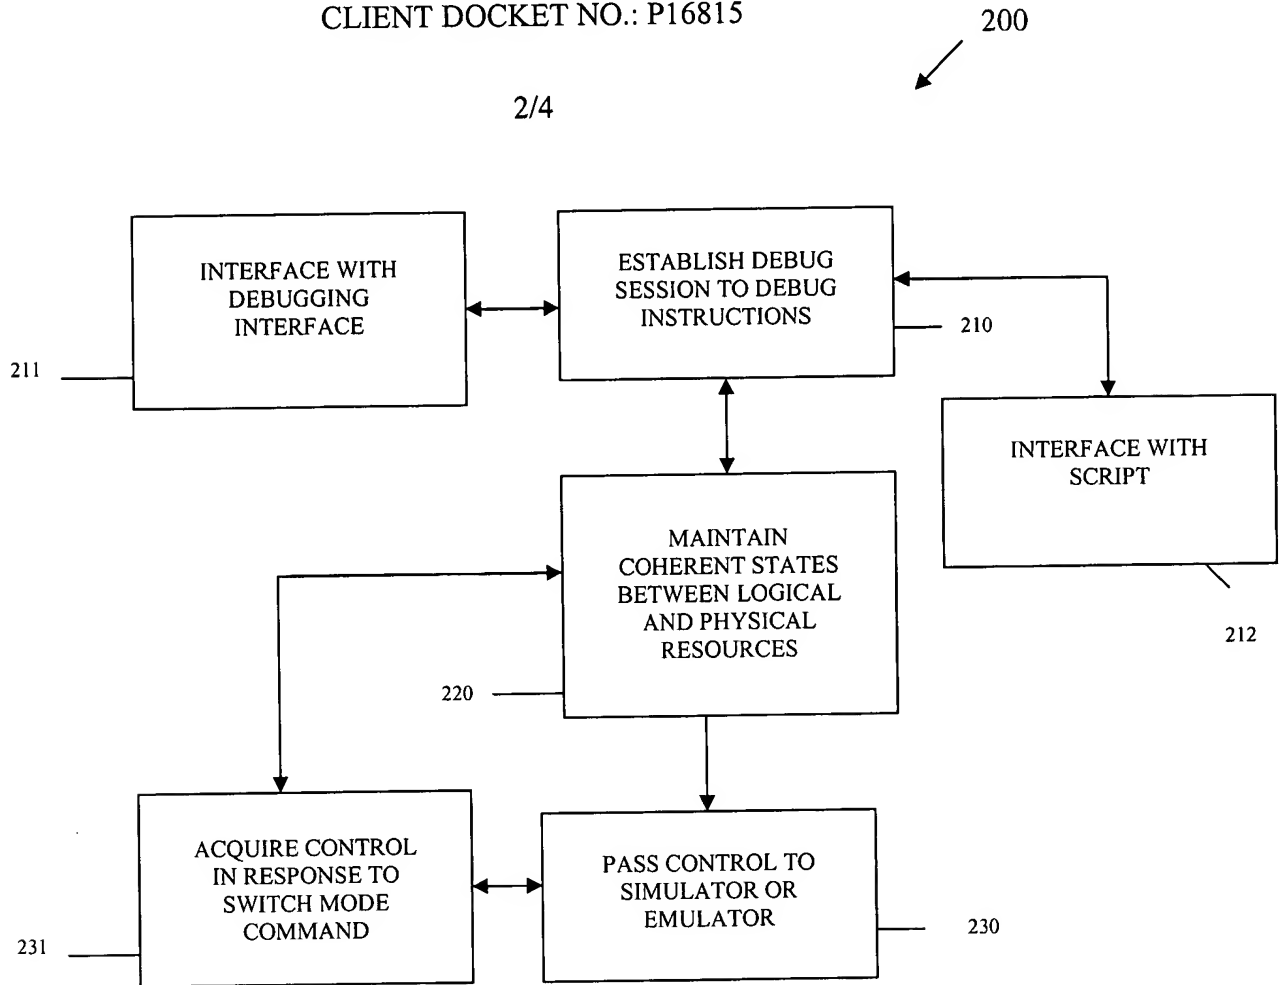 CLIENT DOCKET NO.: P16815
200
2/4
INTERFACE WITH
DEBUGGING
INTERFACE
211
ESTABLISH DEBUG
SESSION TO DEBUG
INSTRUCTIONS
210
INTERFACE WITH
SCRIPT
212
MAINTAIN
COHERENT STATES
BETWEEN LOGICAL
AND PHYSICAL
RESOURCES
220
ACQUIRE CONTROL
IN RESPONSE TO
SWITCH MODE
COMMAND
231
PASS CONTROL TO
SIMULATOR OR
EMULATOR
230